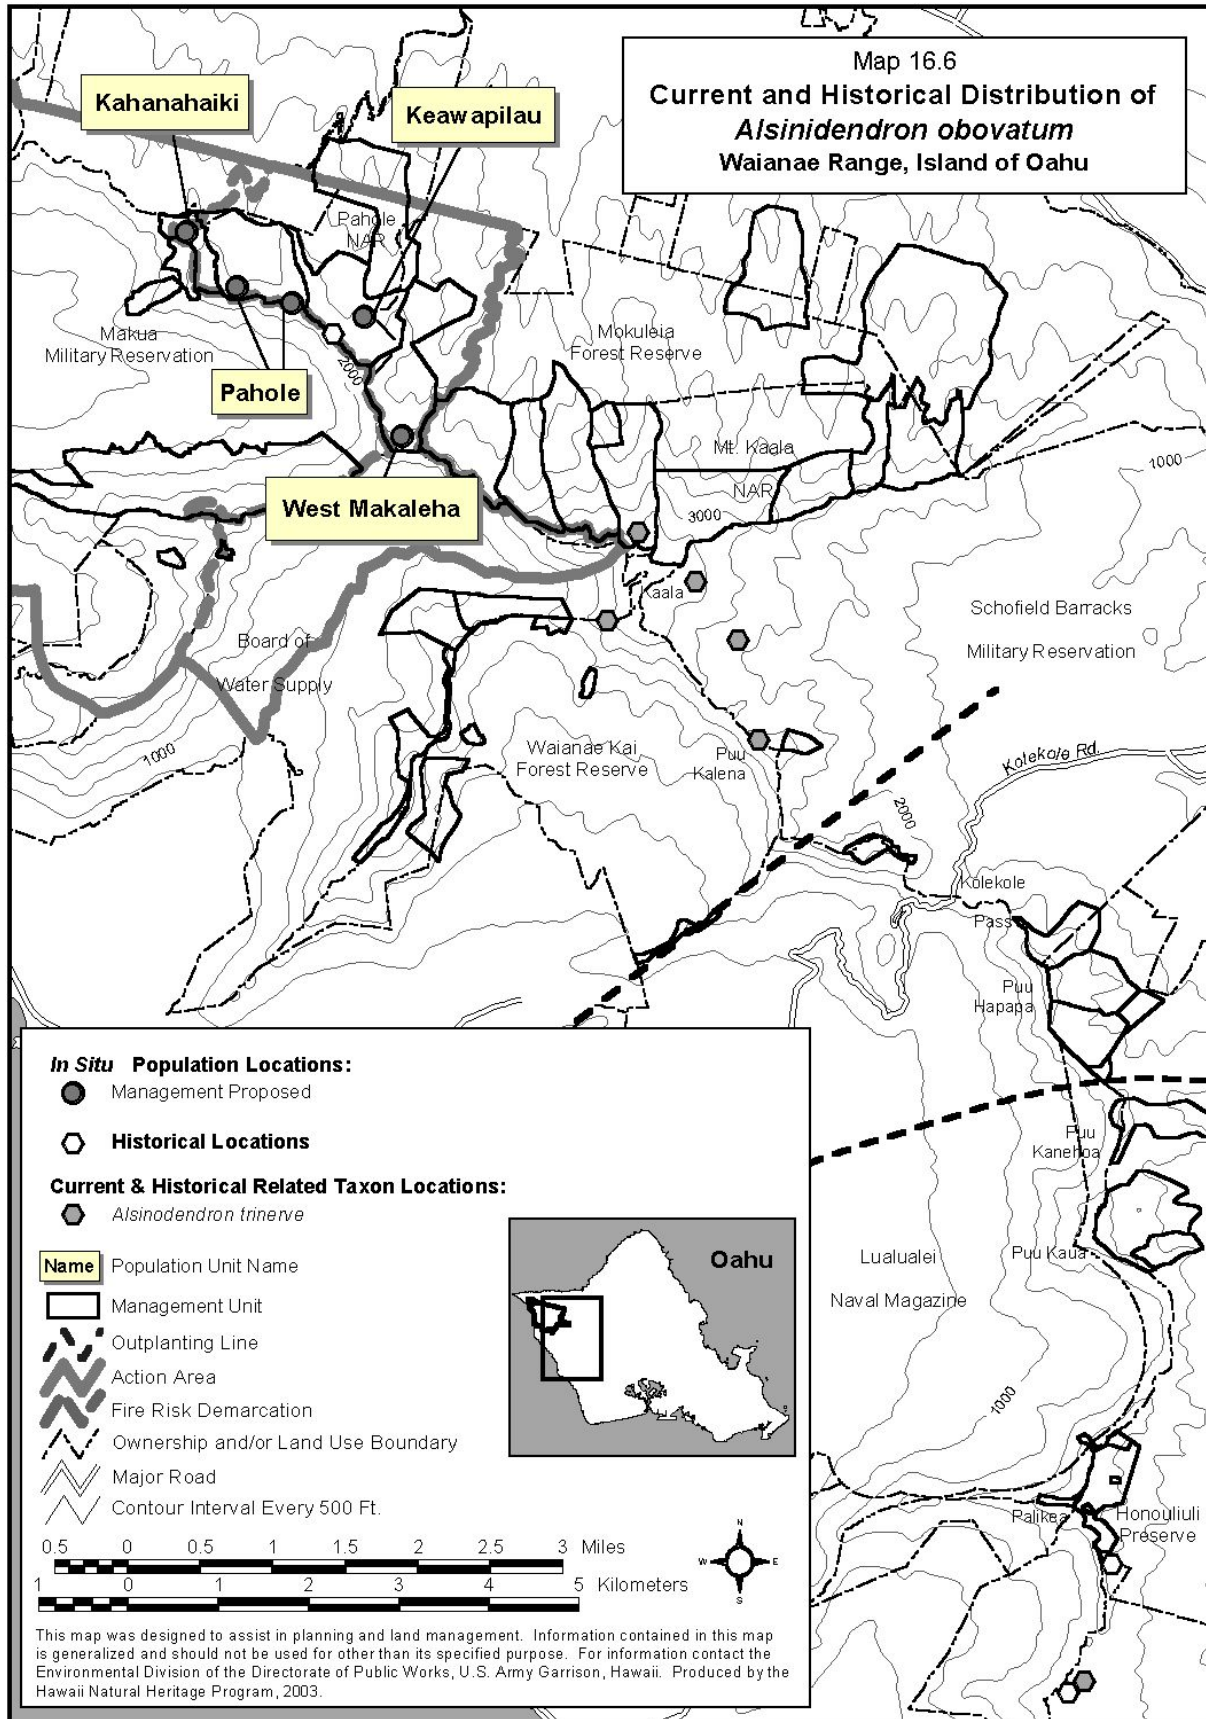 Map 16.6
Current and Historical Distribution of
Alsinidendron obovatum
Waianae Range, Island of Oahu
Kahanahaiki
Keawapilau
Pahole
NAR
Makua
Military Reservation
Mokuleia
Forest Reserve
2000
Pahole
Mt. Kaala
NAR
1000
West Makaleha
3000
Kaala
Schofield Barracks
Military Reservation
Board of
Water Supply
1000
Waianae Kai
Forest Reserve
Puu
Kalena
Kolekole Rd.
2000
Kolekole
Pass
Puu
Hapapa
Puu
Kanehoa
Puu Kaua
Lualualei
Naval Magazine
1000
Palikea
Honouliuli
Preserve
In Situ Population Locations:
Management Proposed
Historical Locations
Current & Historical Related Taxon Locations:
Alsinodendron trinerve
Name Population Unit Name
Management Unit
Outplanting Line
Action Area
Fire Risk Demarcation
Ownership and/or Land Use Boundary
Major Road
Contour Interval Every 500 Ft.
Oahu
0.5 0 0.5 1 1.5 2 2.5 3 Miles
1 0 1 2 3 4 5 Kilometers
N
W E
S
This map was designed to assist in planning and land management. Information contained in this map
is generalized and should not be used for other than its specified purpose. For information contact the
Environmental Division of the Directorate of Public Works, U.S. Army Garrison, Hawaii. Produced by the
Hawaii Natural Heritage Program, 2003.